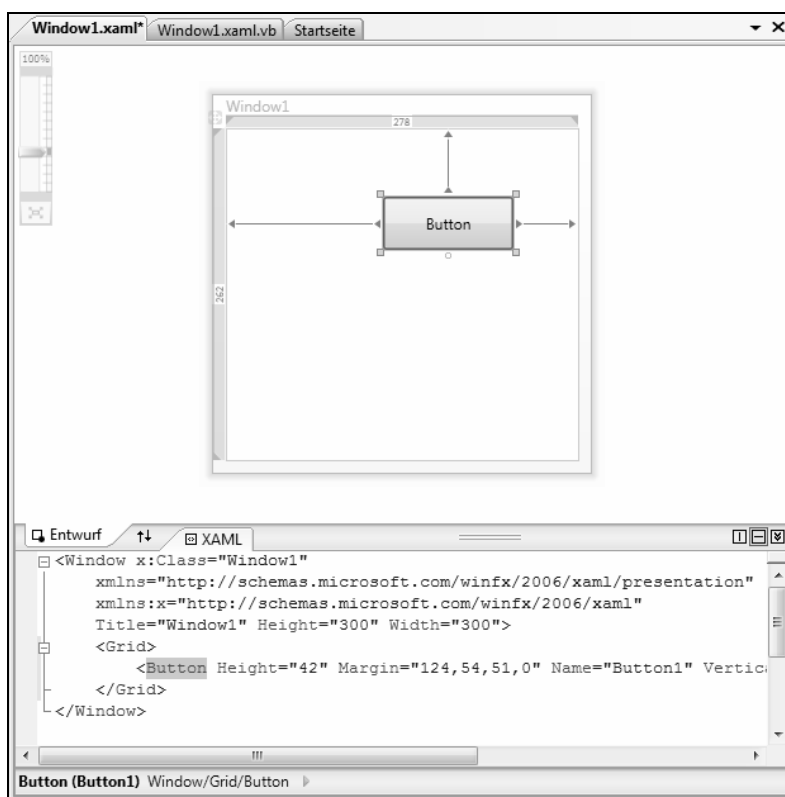 Window1.xaml* Window1.xaml.vb Startseite
100%
Window1
278
Button
262
Entwurf XAML
<Window x:Class="Window1"
xmlns="http://schemas.microsoft.com/winfx/2006/xaml/presentation"
xmlns:x="http://schemas.microsoft.com/winfx/2006/xaml"
Title="Window1" Height="300" Width="300">
<Grid>
<Button Height="42" Margin="124,54,51,0" Name="Button1" Vertica
</Grid>
</Window>
Button (Button1) Window/Grid/Button